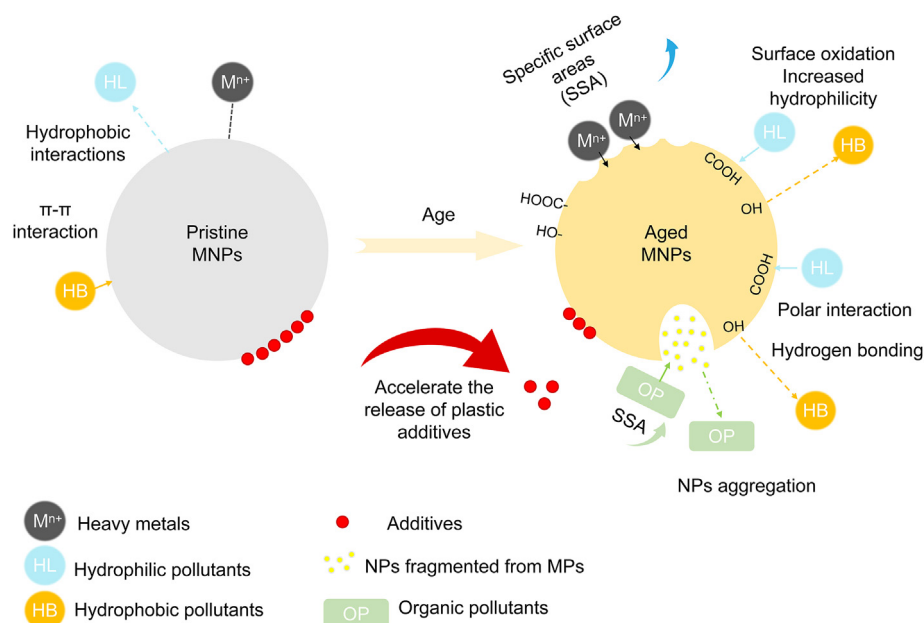 HL
Mⁿ⁺
Hydrophobic
interactions
π-π
interaction
HB
Pristine
MNPs
Age
Accelerate the
release of plastic
additives
Specific surface
areas
(SSA)
Mⁿ⁺
Mⁿ⁺
Surface oxidation
Increased
hydrophilicity
HL
HB
COOH
OH
HOOC-
HO-
Aged
MNPs
COOH
HL
Polar interaction
OH
Hydrogen bonding
HB
OP
SSA
OP
NPs aggregation
Mⁿ⁺ Heavy metals
HL Hydrophilic pollutants
HB Hydrophobic pollutants
Additives
NPs fragmented from MPs
OP Organic pollutants